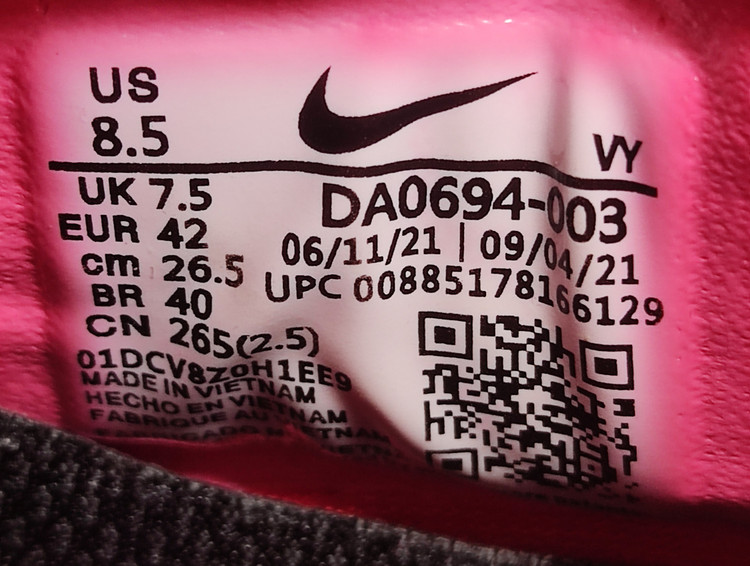 US
8.5
VY
UK 7.5
EUR 42
cm 26.5
BR 40
CN 265(2.5)
DA0694-003
06/11/21 | 09/04/21
UPC 00885178166129
01DCV8Z0H1EE9
MADE IN VIETNAM
HECHO EN VIETNAM
FABRIQUE AU VIETNAM